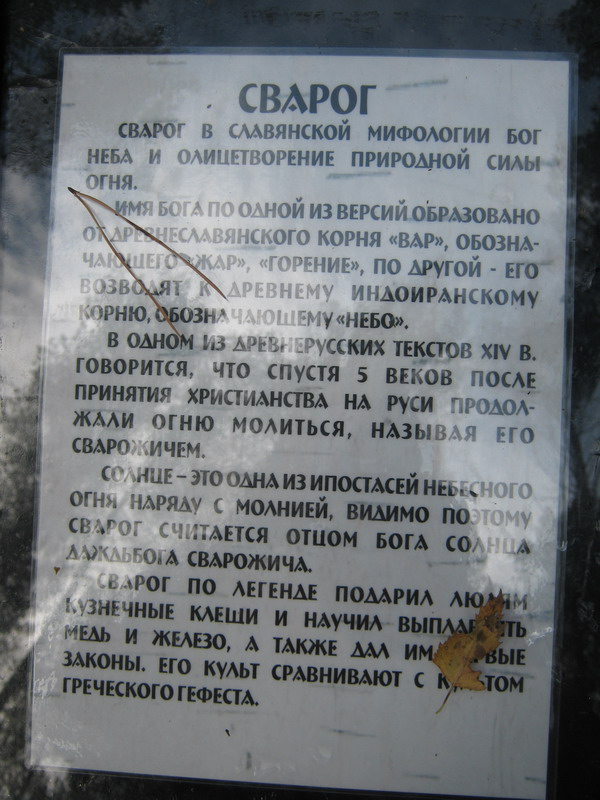 СВАРОГ
СВАРОГ В СЛАВЯНСКОЙ МИФОЛОГИИ БОГ
НЕБА И ОЛИЦЕТВОРЕНИЕ ПРИРОДНОЙ СИЛЫ
ОГНЯ.
ИМЯ БОГА ПО ОДНОЙ ИЗ ВЕРСИЙ ОБРАЗОВАНО
ОТ ДРЕВНЕСЛАВЯНСКОГО КОРНЯ «ВАР», ОБОЗНА-
ЧАЮЩЕГО «ЖАР», «ГОРЕНИЕ», ПО ДРУГОЙ - ЕГО
ВОЗВОДЯТ К ДРЕВНЕМУ ИНДОИРАНСКОМУ
КОРНЮ, ОБОЗНАЧАЮЩЕМУ «НЕБО».
В ОДНОМ ИЗ ДРЕВНЕРУССКИХ ТЕКСТОВ XIV В.
ГОВОРИТСЯ, ЧТО СПУСТЯ 5 ВЕКОВ ПОСЛЕ
ПРИНЯТИЯ ХРИСТИАНСТВА НА РУСИ ПРОДОЛ-
ЖАЛИ ОГНЮ МОЛИТЬСЯ, НАЗЫВАЯ ЕГО
СВАРОЖИЧЕМ.
СОЛНЦЕ – ЭТО ОДНА ИЗ ИПОСТАСЕЙ НЕБЕСНОГО
ОГНЯ НАРЯДУ С МОЛНИЕЙ, ВИДИМО ПОЭТОМУ
СВАРОГ СЧИТАЕТСЯ ОТЦОМ БОГА СОЛНЦА
ДАЖДЬБОГА СВАРОЖИЧА.
СВАРОГ ПО ЛЕГЕНДЕ ПОДАРИЛ ЛЮДЯМ
КУЗНЕЧНЫЕ КЛЕЩИ И НАУЧИЛ ВЫПЛАВЛЯТЬ
МЕДЬ И ЖЕЛЕЗО, А ТАКЖЕ ДАЛ ИМ ПЕРВЫЕ
ЗАКОНЫ. ЕГО КУЛЬТ СРАВНИВАЮТ С КУЛЬТОМ
ГРЕЧЕСКОГО ГЕФЕСТА.